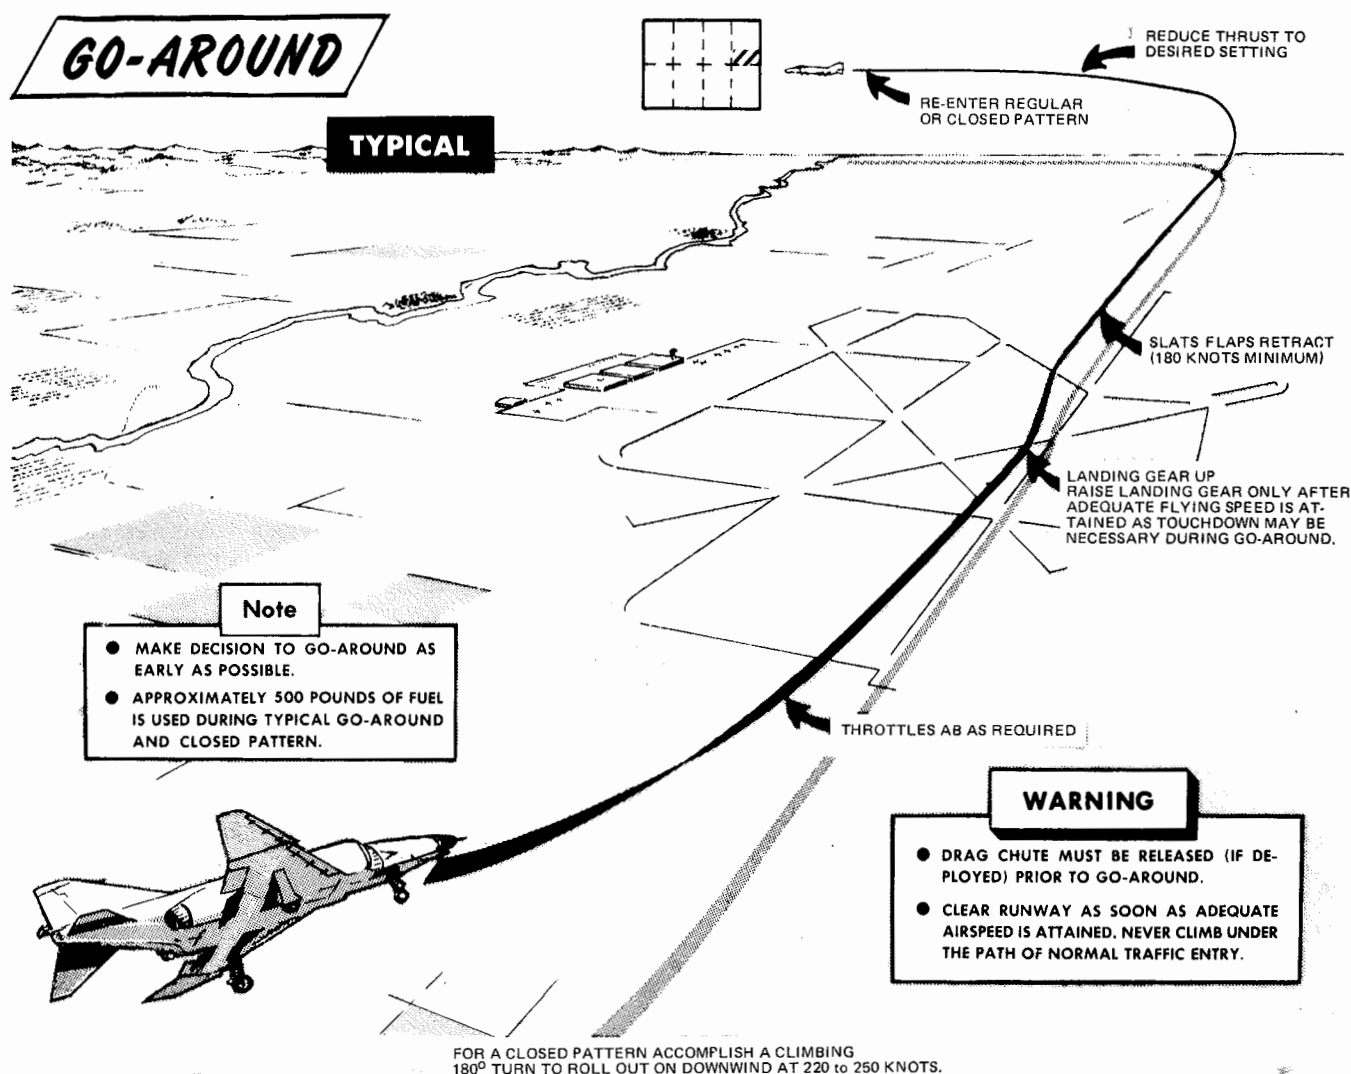 GO-AROUND
TYPICAL
REDUCE THRUST TO
DESIRED SETTING
RE-ENTER REGULAR
OR CLOSED PATTERN
SLATS FLAPS RETRACT
(180 KNOTS MINIMUM)
LANDING GEAR UP
RAISE LANDING GEAR ONLY AFTER
ADEQUATE FLYING SPEED IS AT-
TAINED AS TOUCHDOWN MAY BE
NECESSARY DURING GO-AROUND.
Note
● MAKE DECISION TO GO-AROUND AS
EARLY AS POSSIBLE.
● APPROXIMATELY 500 POUNDS OF FUEL
IS USED DURING TYPICAL GO-AROUND
AND CLOSED PATTERN.
THROTTLES AB AS REQUIRED
WARNING
● DRAG CHUTE MUST BE RELEASED (IF DE-
PLOYED) PRIOR TO GO-AROUND.
● CLEAR RUNWAY AS SOON AS ADEQUATE
AIRSPEED IS ATTAINED. NEVER CLIMB UNDER
THE PATH OF NORMAL TRAFFIC ENTRY.
FOR A CLOSED PATTERN ACCOMPLISH A CLIMBING
180° TURN TO ROLL OUT ON DOWNWIND AT 220 to 250 KNOTS.